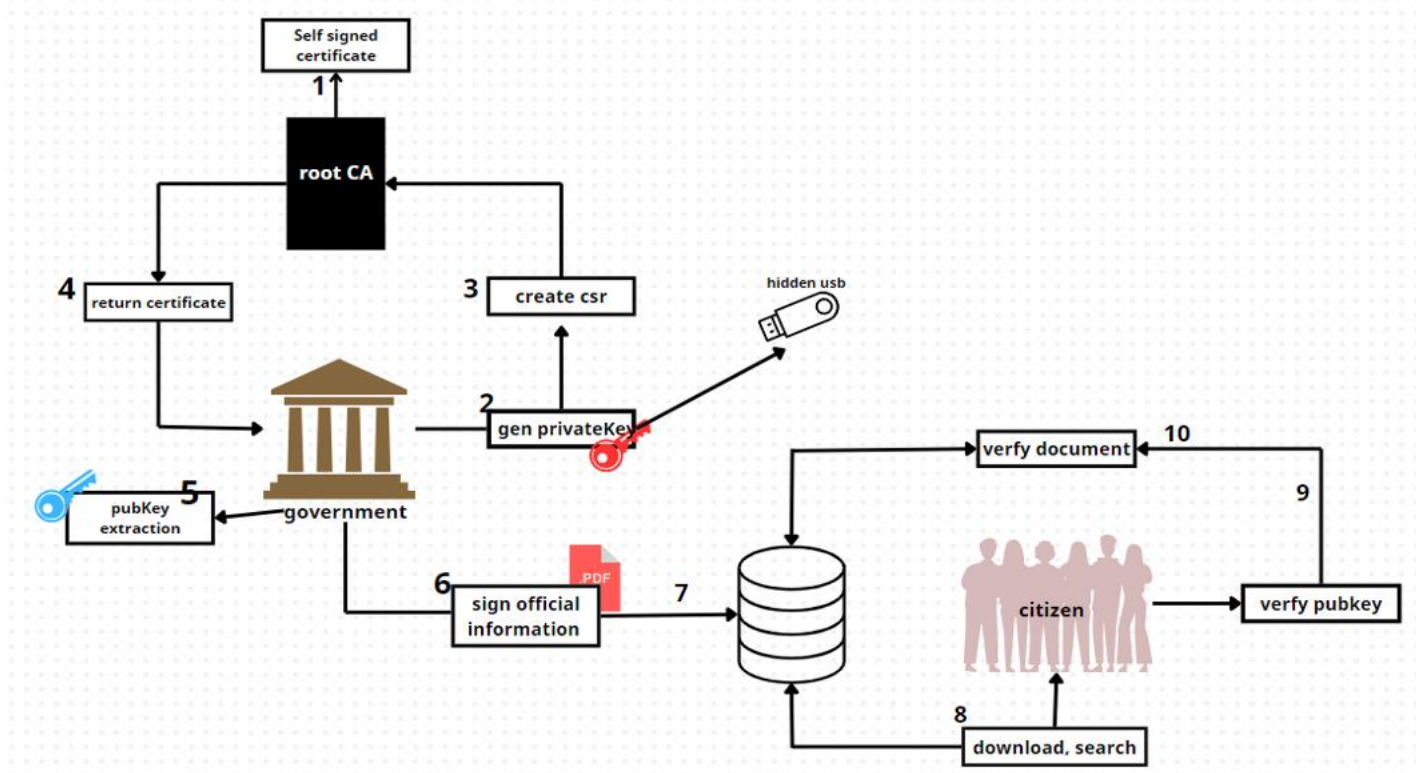 Self signed
certificate
1
root CA
4
return certificate
3
create csr
hidden usb
2
gen privateKey
5
pubKey
extraction
government
verfy document
10
9
6
.PDF
sign official
information
7
citizen
verfy pubkey
8
download, search